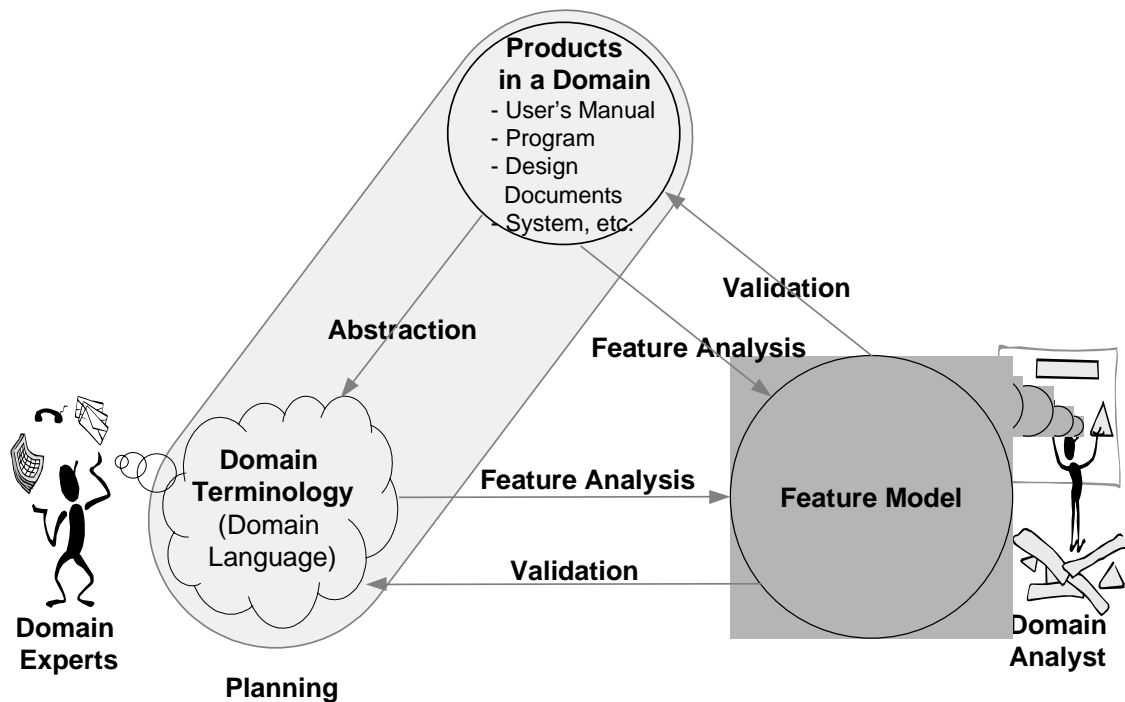 Products
in a Domain
- User's Manual
- Program
- Design
Documents
- System, etc.
Validation
Abstraction
Feature Analysis
Domain
Terminology
(Domain
Language)
Feature Analysis
Feature Model
Validation
Domain
Experts
Domain
Analyst
Planning